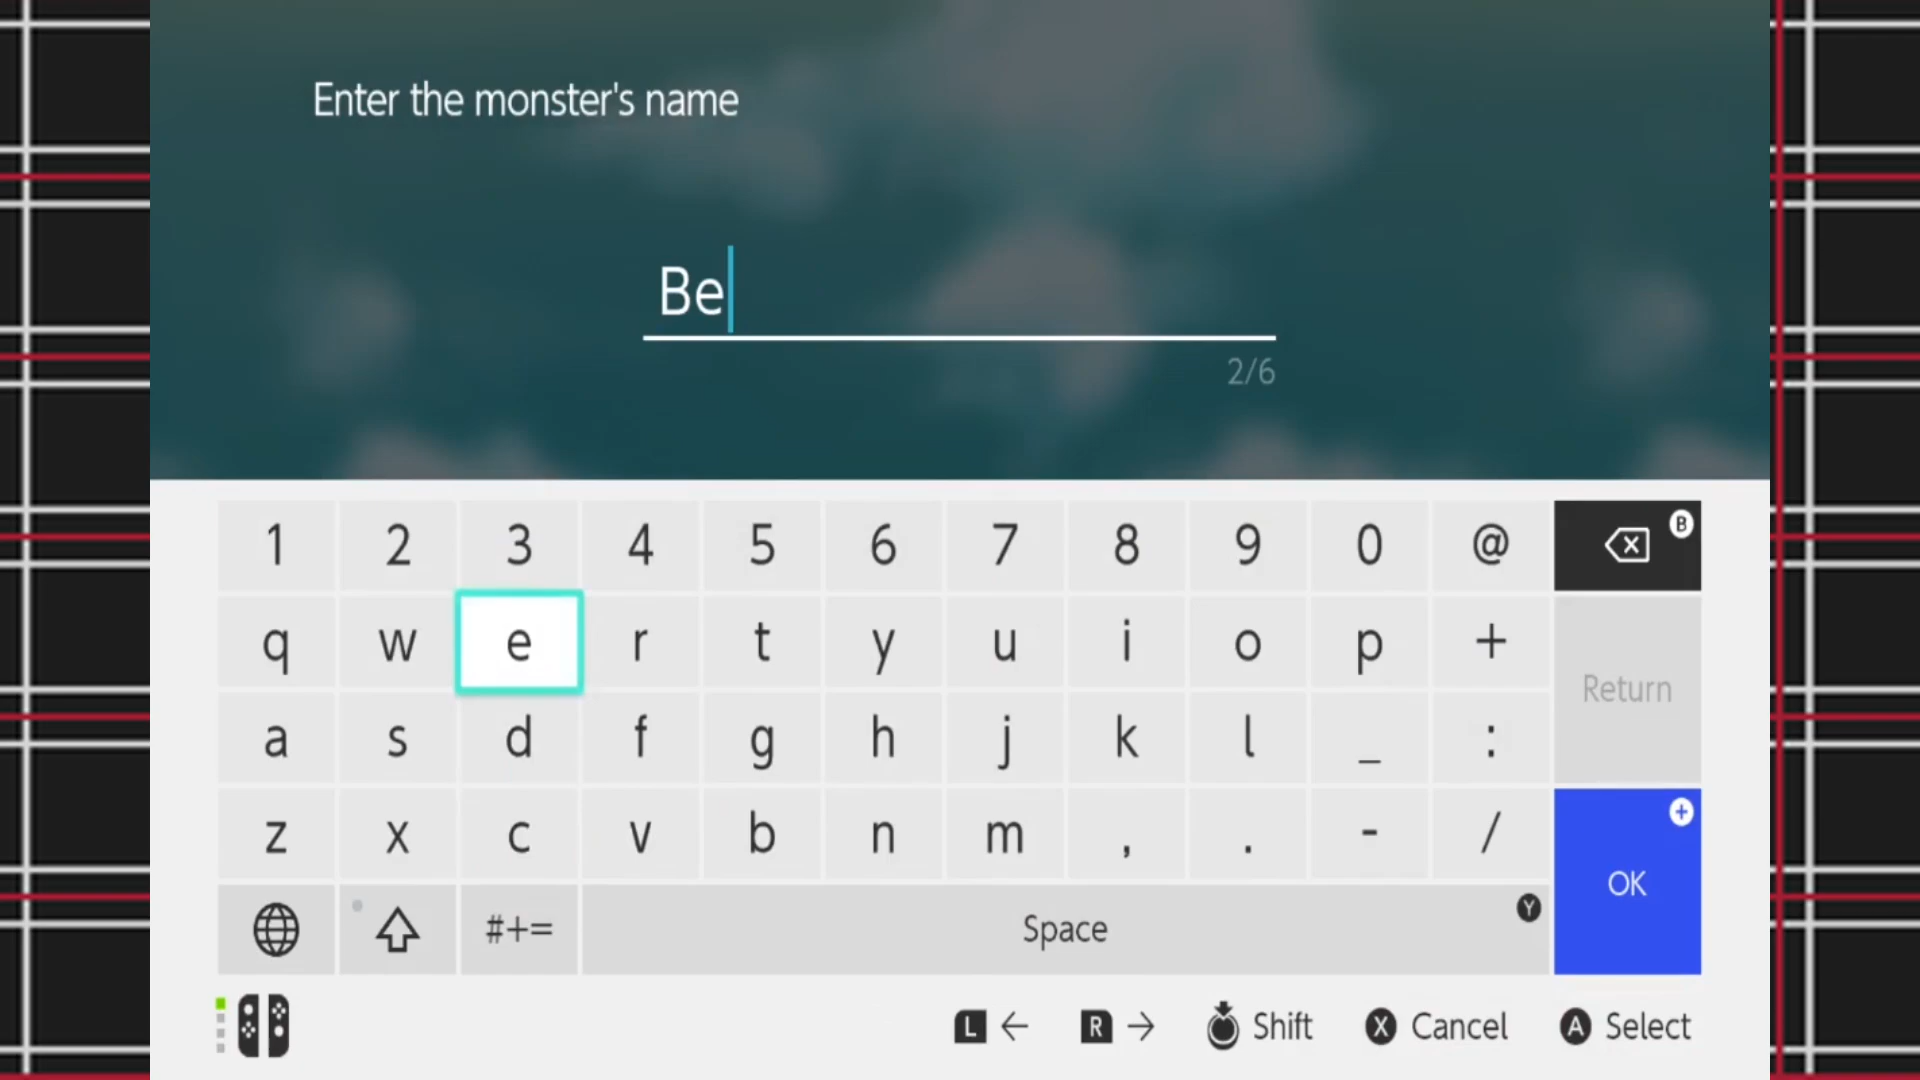 Enter the monster's name
Be
2/6
1 2 3 4 5 6 7 8 9 0 @ B
q w e r t y u i o p +
Return
a s d f g h j k l _ :
z x c v b n m , . - /
+
OK
#+= Space Y
L ← R → Shift X Cancel A Select